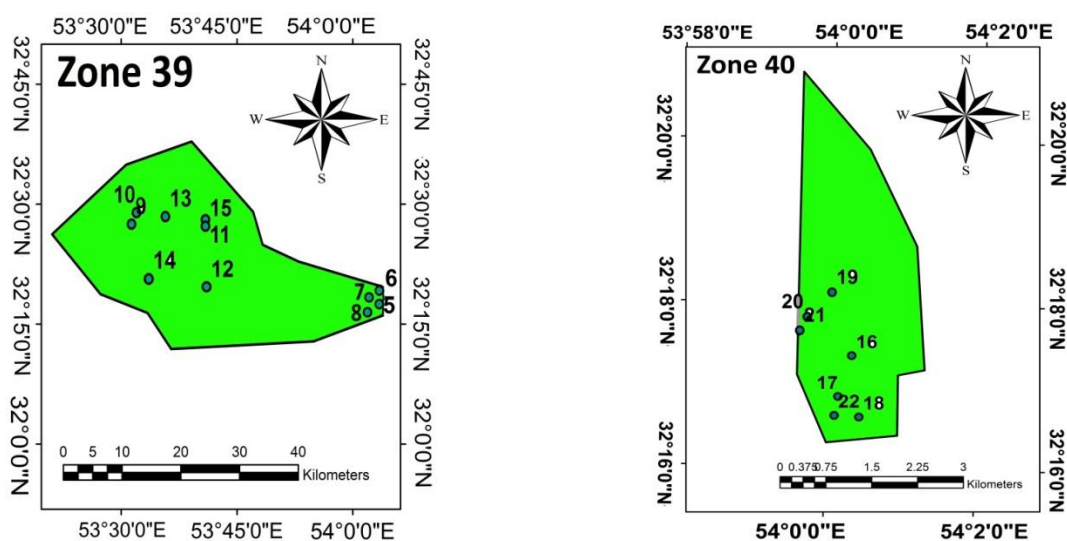 53°30'0"E 53°45'0"E 54°0'0"E
Zone 39
N
W E
S
32°45'0"N 32°45'0"N
32°30'0"N 32°30'0"N
32°15'0"N 32°15'0"N
32°0'0"N 32°0'0"N
10 13 15
9
11
14 12
6
7 5
8
0 5 10 20 30 40
Kilometers
53°30'0"E 53°45'0"E 54°0'0"E
53°58'0"E 54°0'0"E 54°2'0"E
Zone 40
N
W E
S
32°20'0"N 32°20'0"N
32°18'0"N 32°18'0"N
32°16'0"N 32°16'0"N
19
20 21
16
17
22 18
0 0.375 0.75 1.5 2.25 3
Kilometers
54°0'0"E 54°2'0"E